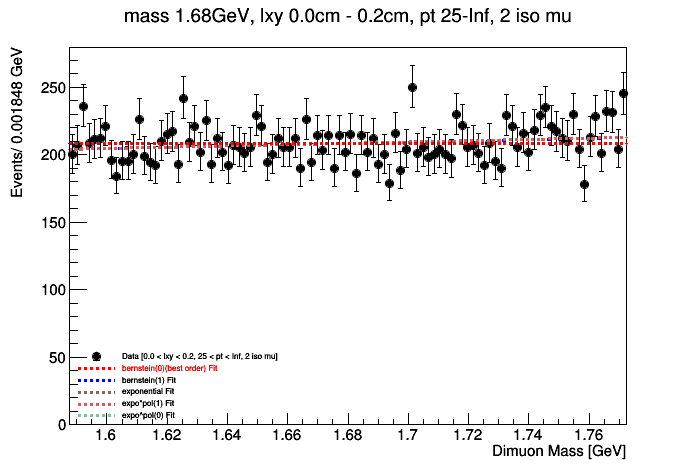 mass 1.68GeV, lxy 0.0cm - 0.2cm, pt 25-Inf, 2 iso mu
Events/ 0.001848 GeV
250
200
150
100
50
0
Data [0.0 < lxy < 0.2, 25 < pt < Inf, 2 iso mu]
bernstein(0)(best order) Fit
bernstein(1) Fit
exponential Fit
expo*pol(1) Fit
expo*pol(0) Fit
1.6 1.62 1.64 1.66 1.68 1.7 1.72 1.74 1.76
Dimuon Mass [GeV]